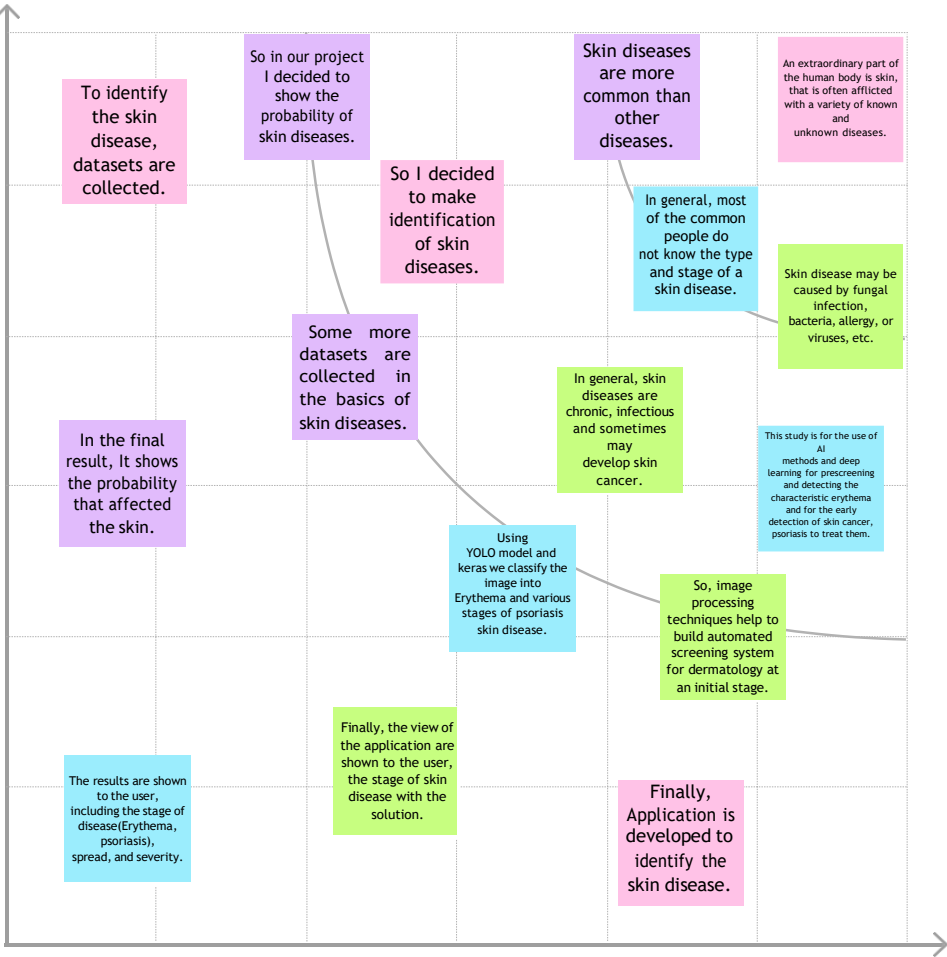 To identify
the skin
disease,
datasets are
collected.
So in our project
I decided to
show the
probability of
skin diseases.
So I decided
to make
identification
of skin
diseases.
Skin diseases
are more
common than
other
diseases.
An extraordinary part of
the human body is skin,
that is often afflicted
with a variety of known
and
unknown diseases.
In general, most
of the common
people do
not know the type
and stage of a
skin disease.
Skin disease may be
caused by fungal
infection,
bacteria, allergy, or
viruses, etc.
Some more
datasets are
collected in
the basics of
skin diseases.
In general, skin
diseases are
chronic, infectious
and sometimes
may
develop skin
cancer.
In the final
result, It shows
the probability
that affected
the skin.
This study is for the use of
AI
methods and deep
learning for prescreening
and detecting the
characteristic erythema
and for the early
detection of skin cancer,
psoriasis to treat them.
Using
YOLO model and
keras we classify the
image into
Erythema and various
stages of psoriasis
skin disease.
So, image
processing
techniques help to
build automated
screening system
for dermatology at
an initial stage.
Finally, the view of
the application are
shown to the user,
the stage of skin
disease with the
solution.
The results are shown
to the user,
including the stage of
disease(Erythema,
psoriasis),
spread, and severity.
Finally,
Application is
developed to
identify the
skin disease.